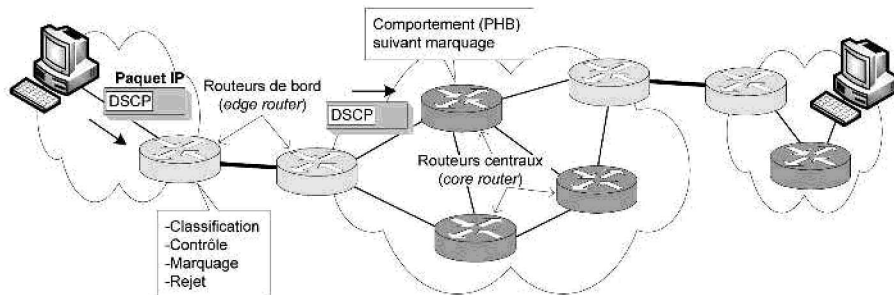 Comportement (PHB)
suivant marquage
Paquet IP
DSCP
Routeurs de bord
(edge router)
DSCP
Routeurs centraux
(core router)
-Classification
-Contrôle
-Marquage
-Rejet